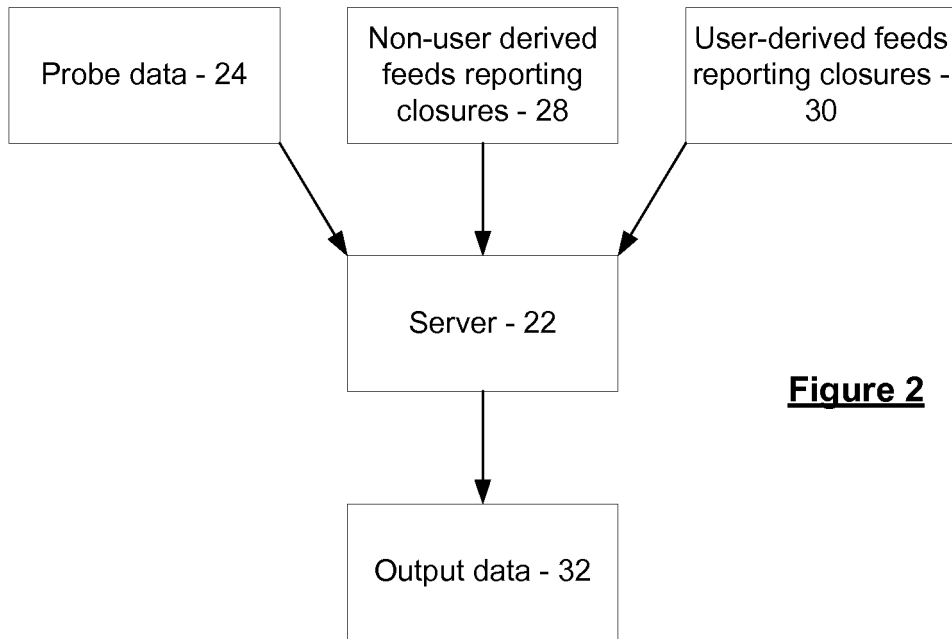 Probe data - 24
Non-user derived
feeds reporting
closures - 28
User-derived feeds
reporting closures -
30
Server - 22
Figure 2
Output data - 32